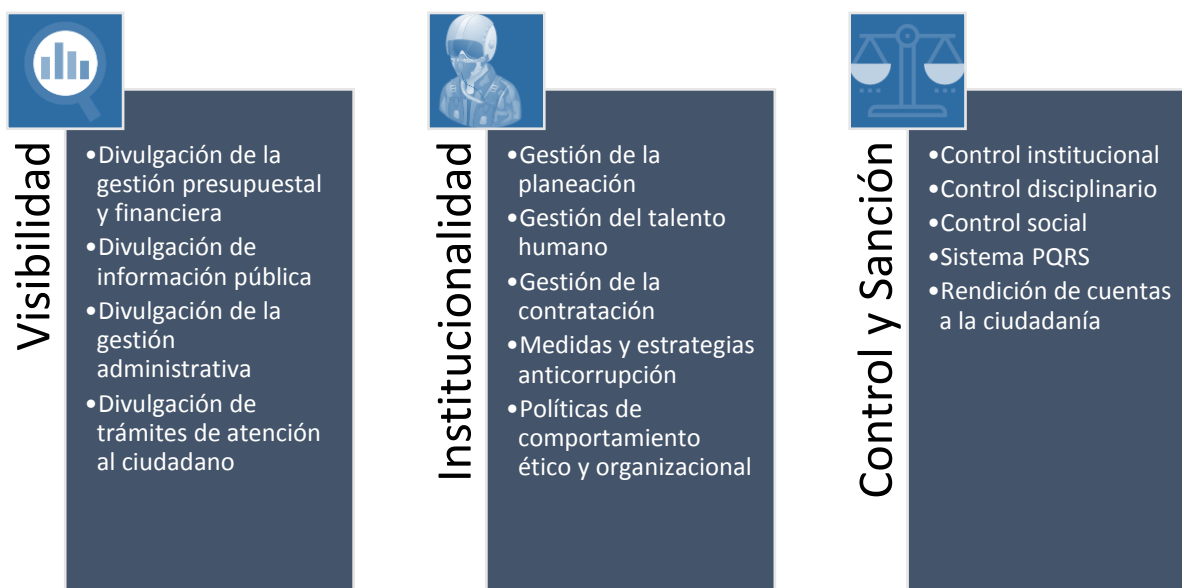 Visibilidad
•Divulgación de la
gestión presupuestal
y financiera
•Divulgación de
información pública
•Divulgación de la
gestión
administrativa
•Divulgación de
trámites de atención
al ciudadano
Institucionalidad
•Gestión de la
planeación
•Gestión del talento
humano
•Gestión de la
contratación
•Medidas y estrategias
anticorrupción
•Políticas de
comportamiento
ético y organizacional
Control y Sanción
•Control institucional
•Control disciplinario
•Control social
•Sistema PQRS
•Rendición de cuentas
a la ciudadanía